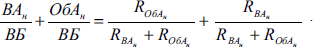 ВА_н/ВБ + ОбА_н/ВБ = R_ОбА_н/(R_ВА_н + R_ОбА_н) + R_ВА_н/(R_ВА_н + R_ОбА_н) .